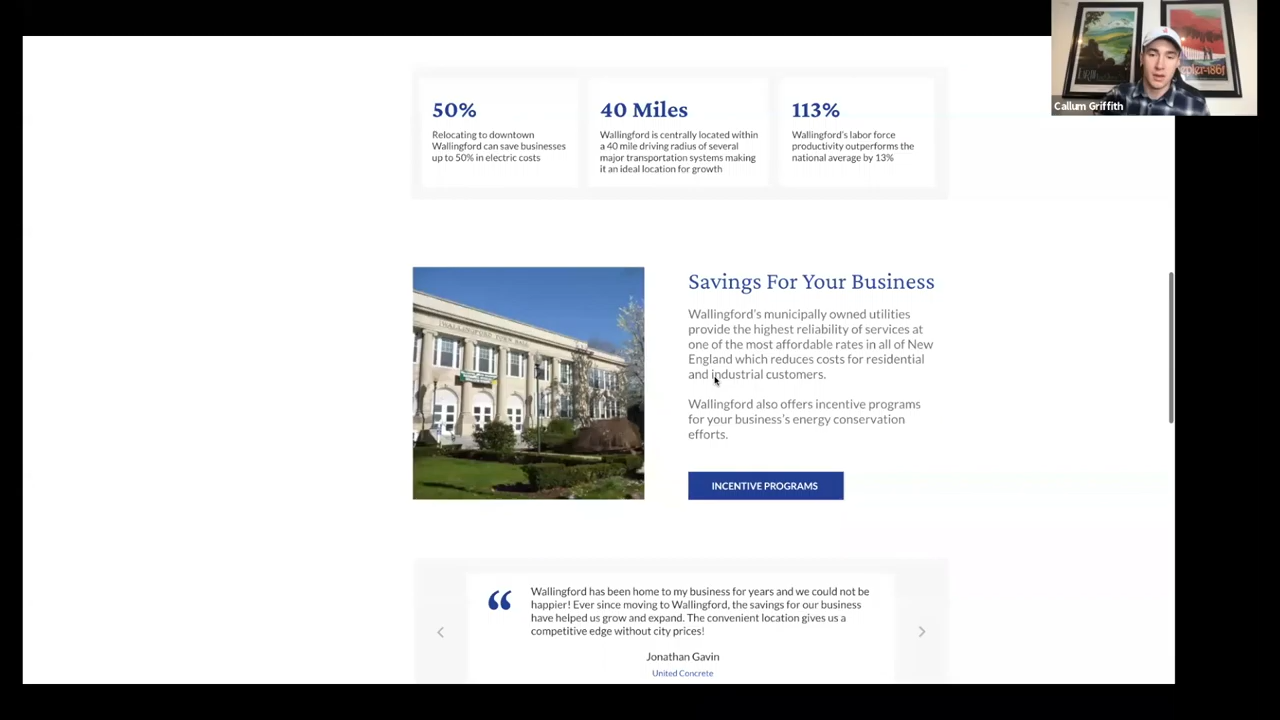 50%
Relocating to downtown
Wallingford can save businesses
up to 50% in electric costs
40 Miles
Wallingford is centrally located within
a 40 mile driving radius of several
major transportation systems making
it an ideal location for growth
113%
Wallingford's labor force
productivity outperforms the
national average by 13%
Callum Griffith
Savings For Your Business
Wallingford's municipally owned utilities
provide the highest reliability of services at
one of the most affordable rates in all of New
England which reduces costs for residential
and industrial customers.
Wallingford also offers incentive programs
for your business's energy conservation
efforts.
INCENTIVE PROGRAMS
“
Wallingford has been home to my business for years and we could not be
happier! Ever since moving to Wallingford, the savings for our business
have helped us grow and expand. The convenient location gives us a
competitive edge without city prices!
Jonathan Gavin
United Concrete